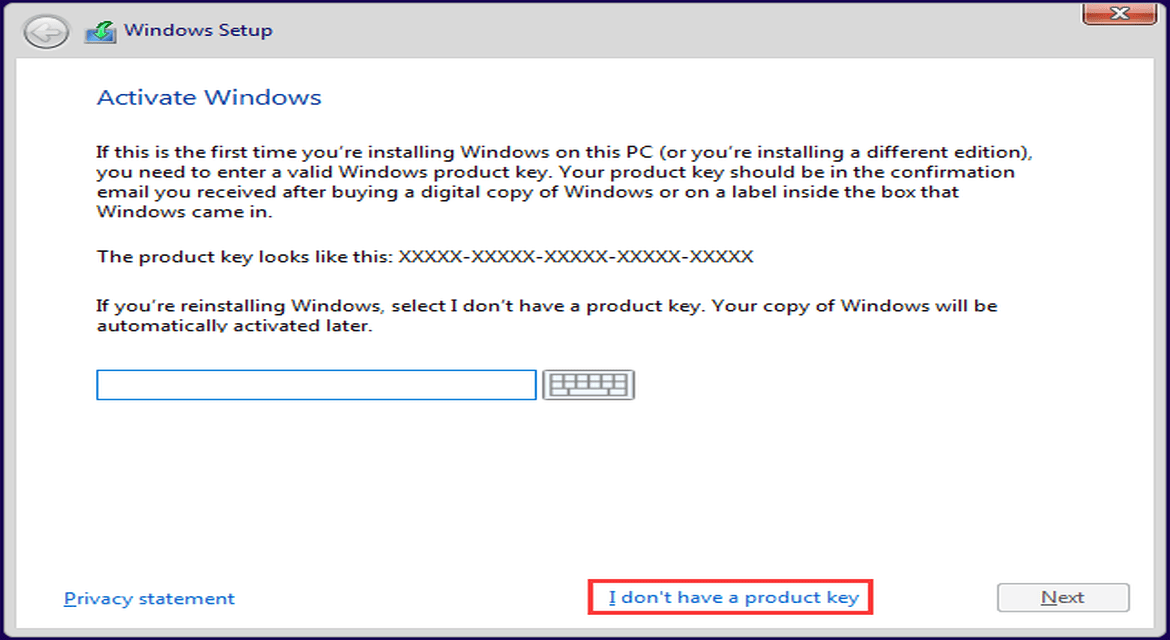 Windows Setup
Activate Windows
If this is the first time you're installing Windows on this PC (or you're installing a different edition),
you need to enter a valid Windows product key. Your product key should be in the confirmation
email you received after buying a digital copy of Windows or on a label inside the box that
Windows came in.
The product key looks like this: XXXXX-XXXXX-XXXXX-XXXXX-XXXXX
If you're reinstalling Windows, select I don't have a product key. Your copy of Windows will be
automatically activated later.
Privacy statement
I don't have a product key
Next